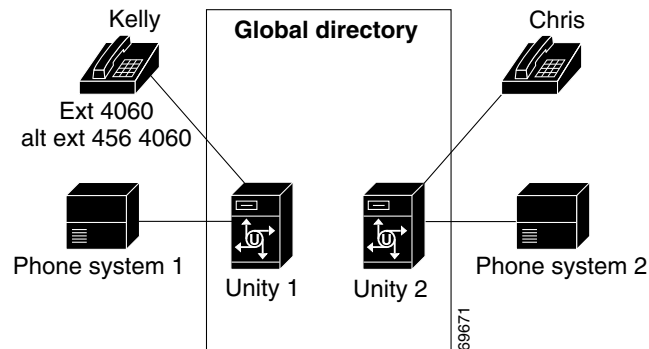 Kelly
Global directory
Chris
Ext 4060
alt ext 456 4060
Phone system 1
Unity 1
Unity 2
Phone system 2
69671
U
U